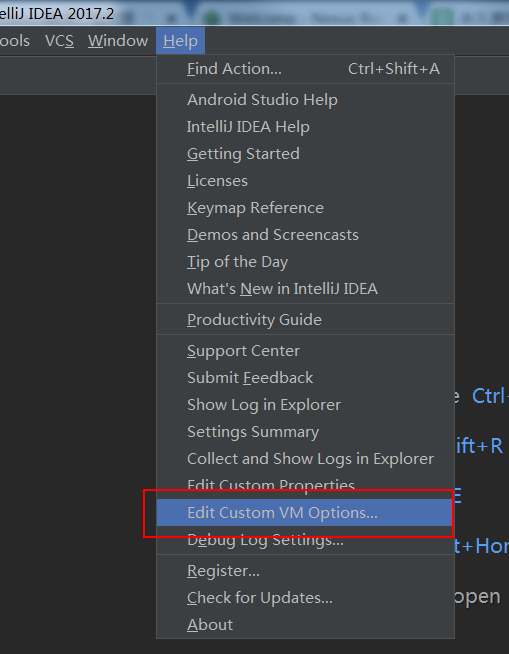 elliJ IDEA 2017.2
ools VCS Window Help
Find Action... Ctrl+Shift+A
Android Studio Help
IntelliJ IDEA Help
Getting Started
Licenses
Keymap Reference
Demos and Screencasts
Tip of the Day
What's New in IntelliJ IDEA
Productivity Guide
Support Center
Submit Feedback
e Ctrl+
Show Log in Explorer
Settings Summary
ift+R
Collect and Show Logs in Explorer
Edit Custom Properties
E
Edit Custom VM Options...
Debug Log Settings...
t+Hom
Register...
Check for Updates...
open
About